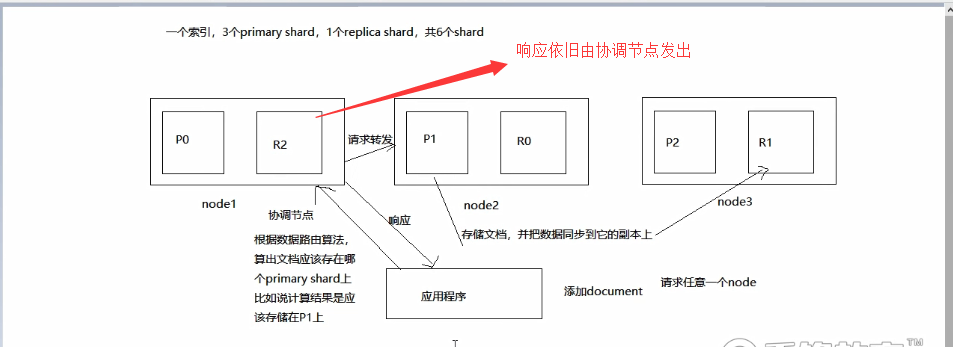 一个索引，3个primary shard，1个replica shard，共6个shard
响应依旧由协调节点发出
P0
R2
请求转发
P1
R0
P2
R1
node1
node2
node3
协调节点
响应
存储文档，并把数据同步到它的副本上
根据数据路由算法，
算出文档应该存在哪
个primary shard上
比如说计算结果是应
该存储在P1上
应用程序
添加document
请求任意一个node
TM